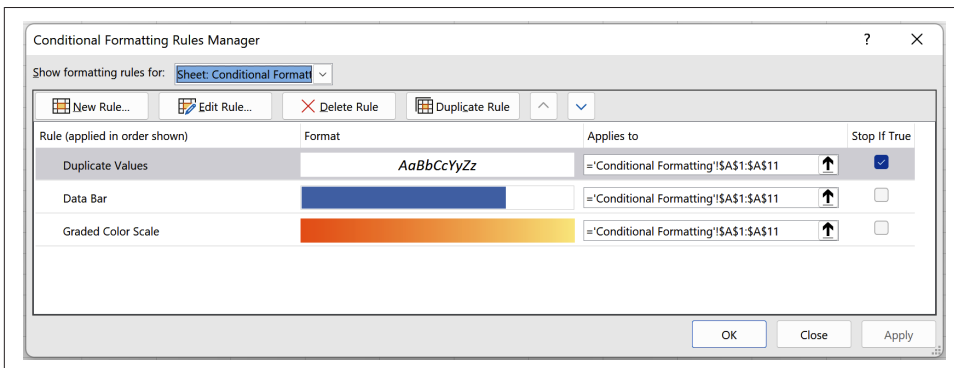 Conditional Formatting Rules Manager ?
Show formatting rules for: Sheet: Conditional Formatt
New Rule... Edit Rule... Delete Rule Duplicate Rule
Rule (applied in order shown) Format Applies to Stop If True
Duplicate Values AaBbCcYyZz ='Conditional Formatting'!$A$1:$A$11
Data Bar ='Conditional Formatting'!$A$1:$A$11
Graded Color Scale ='Conditional Formatting'!$A$1:$A$11
OK Close Apply